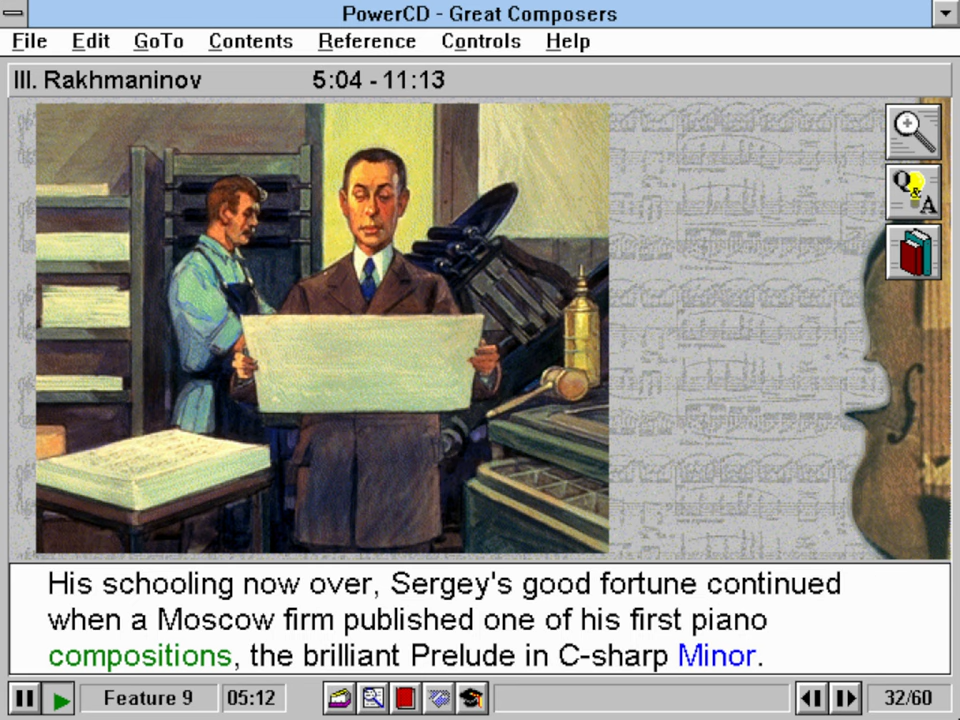 PowerCD - Great Composers
File Edit GoTo Contents Reference Controls Help
III. Rakhmaninov 5:04 - 11:13
Q&A
His schooling now over, Sergey's good fortune continued
when a Moscow firm published one of his first piano
compositions, the brilliant Prelude in C-sharp Minor.
Feature 9 05:12 32/60